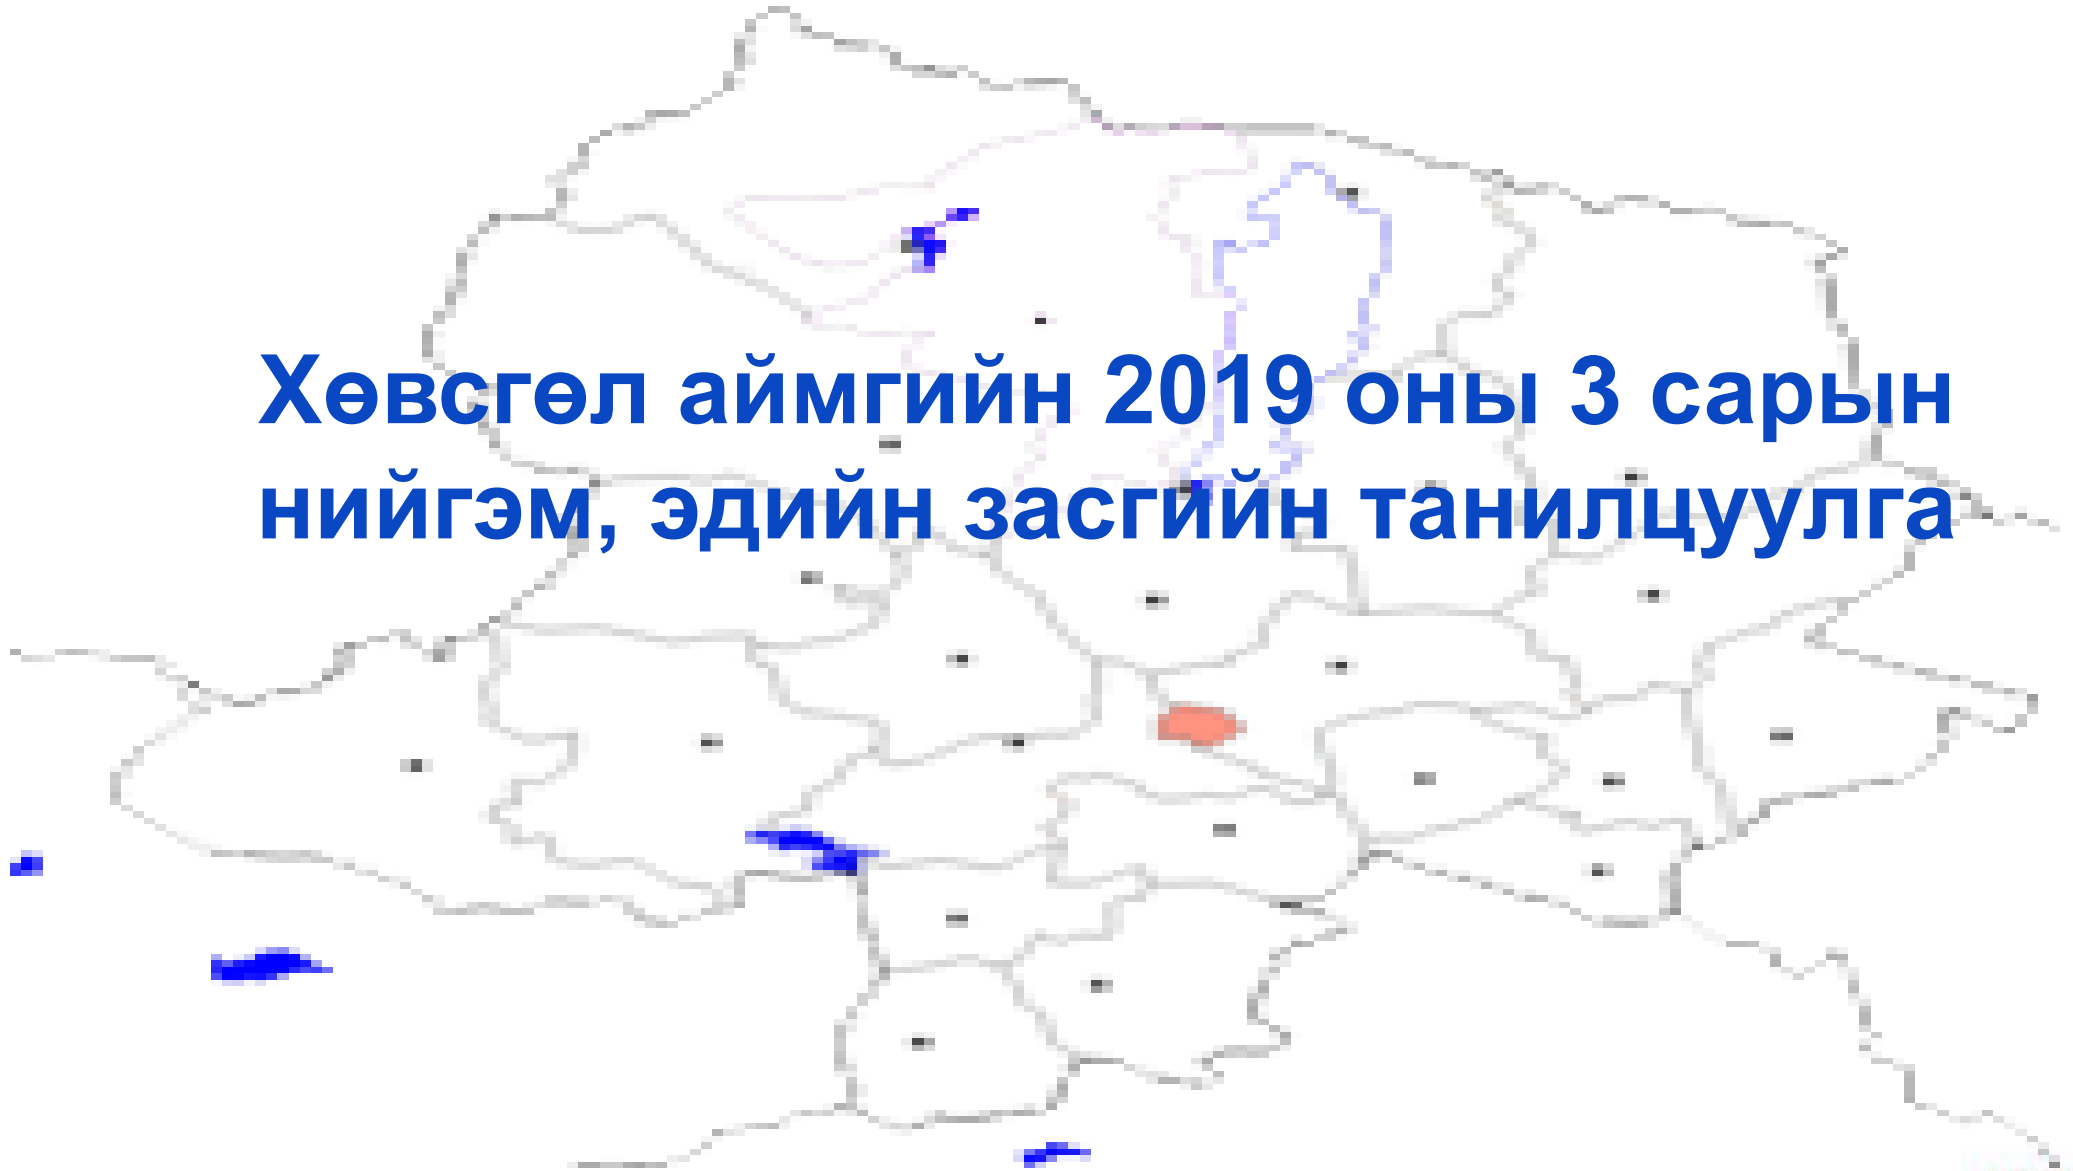 Хөвсгөл аймгийн 2019 оны 3 сарын
нийгэм, эдийн засгийн танилцуулга